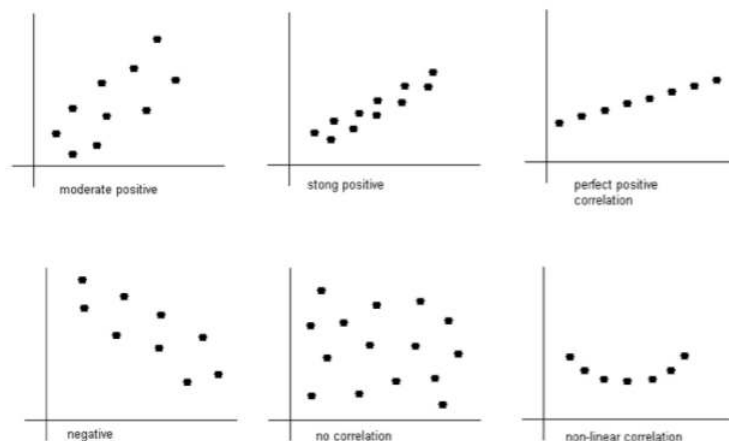 moderate positive
stong positive
perfect positive
correlation
negative
no correlation
non-linear correlation